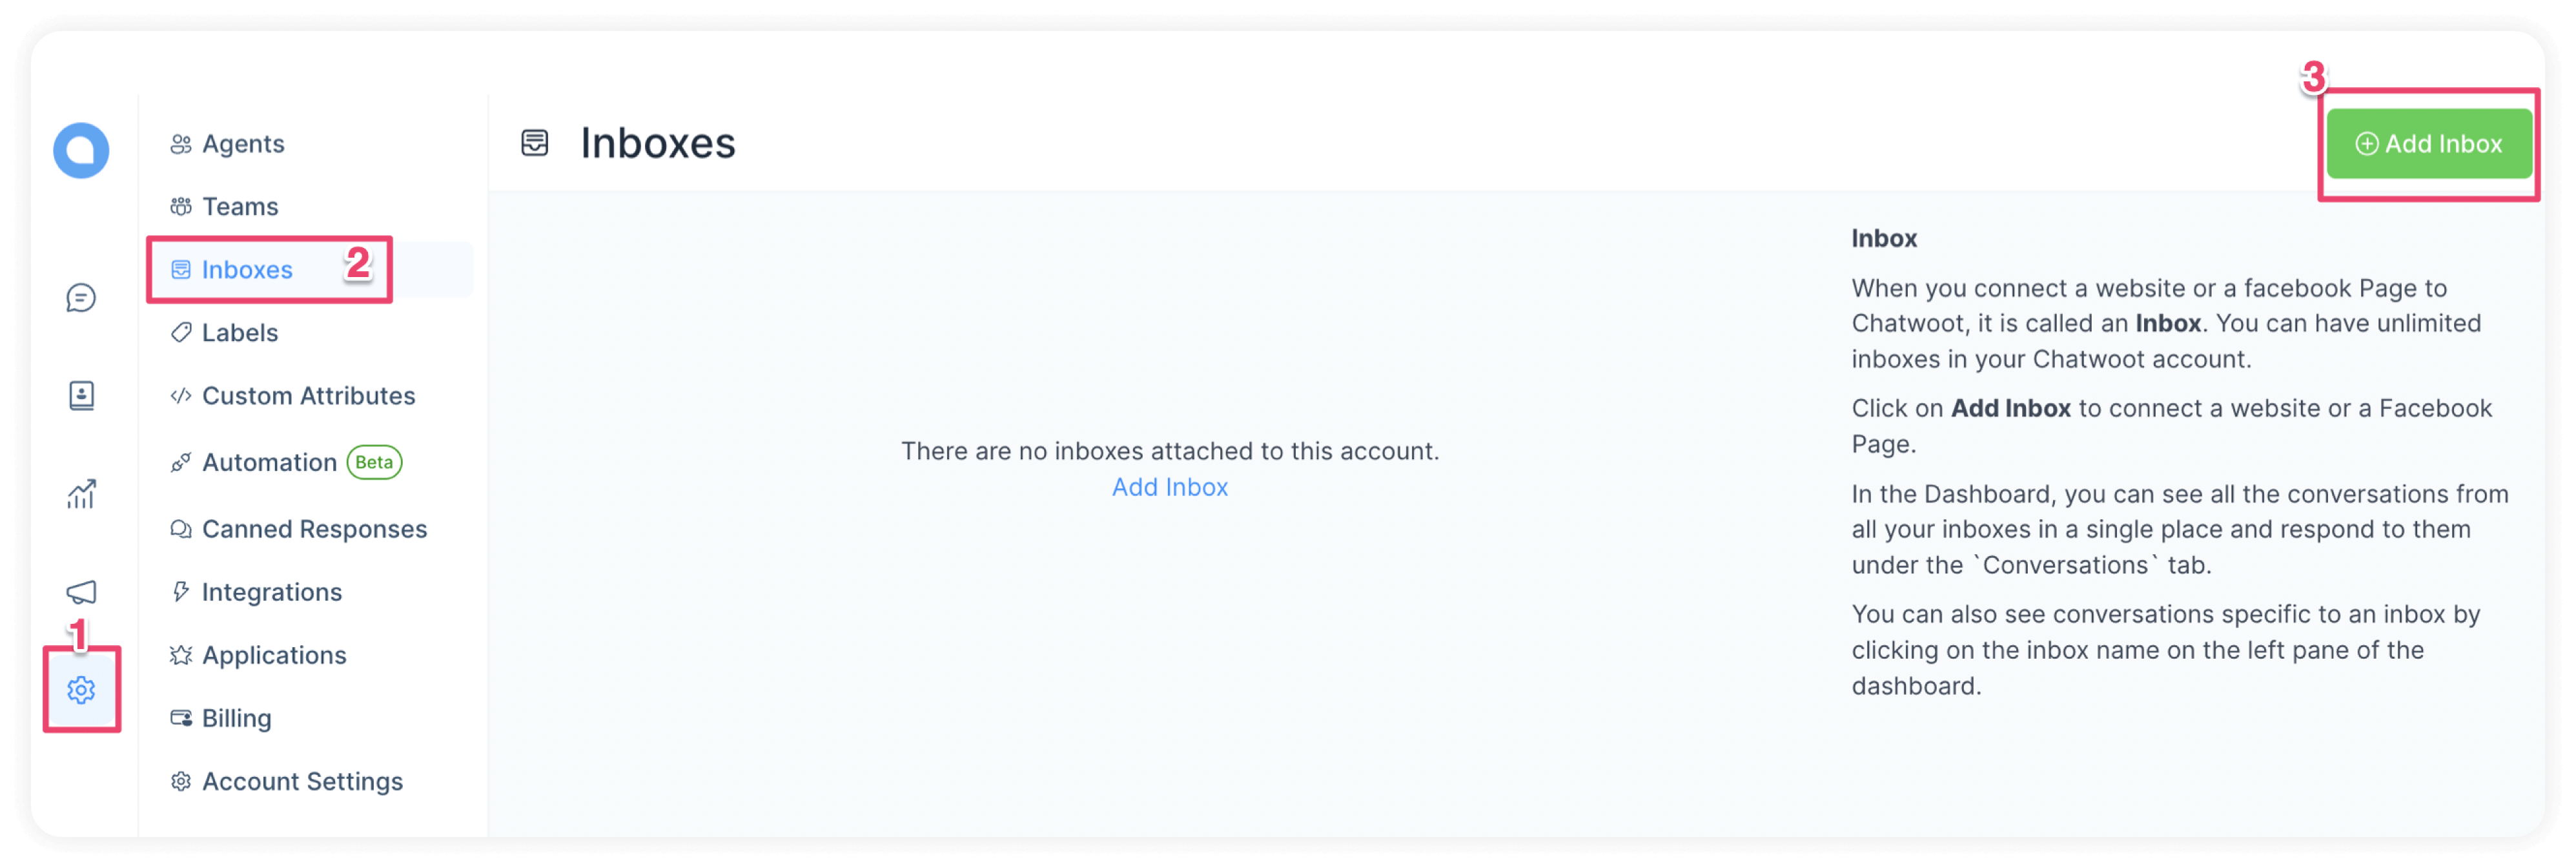 Agents
Teams
Inboxes 2
Labels
Custom Attributes
Automation Beta
Canned Responses
Integrations
1
Applications
Billing
Account Settings
Inboxes
3
Add Inbox
There are no inboxes attached to this account.
Add Inbox
Inbox
When you connect a website or a facebook Page to
Chatwoot, it is called an Inbox. You can have unlimited
inboxes in your Chatwoot account.
Click on Add Inbox to connect a website or a Facebook
Page.
In the Dashboard, you can see all the conversations from
all your inboxes in a single place and respond to them
under the `Conversations` tab.
You can also see conversations specific to an inbox by
clicking on the inbox name on the left pane of the
dashboard.